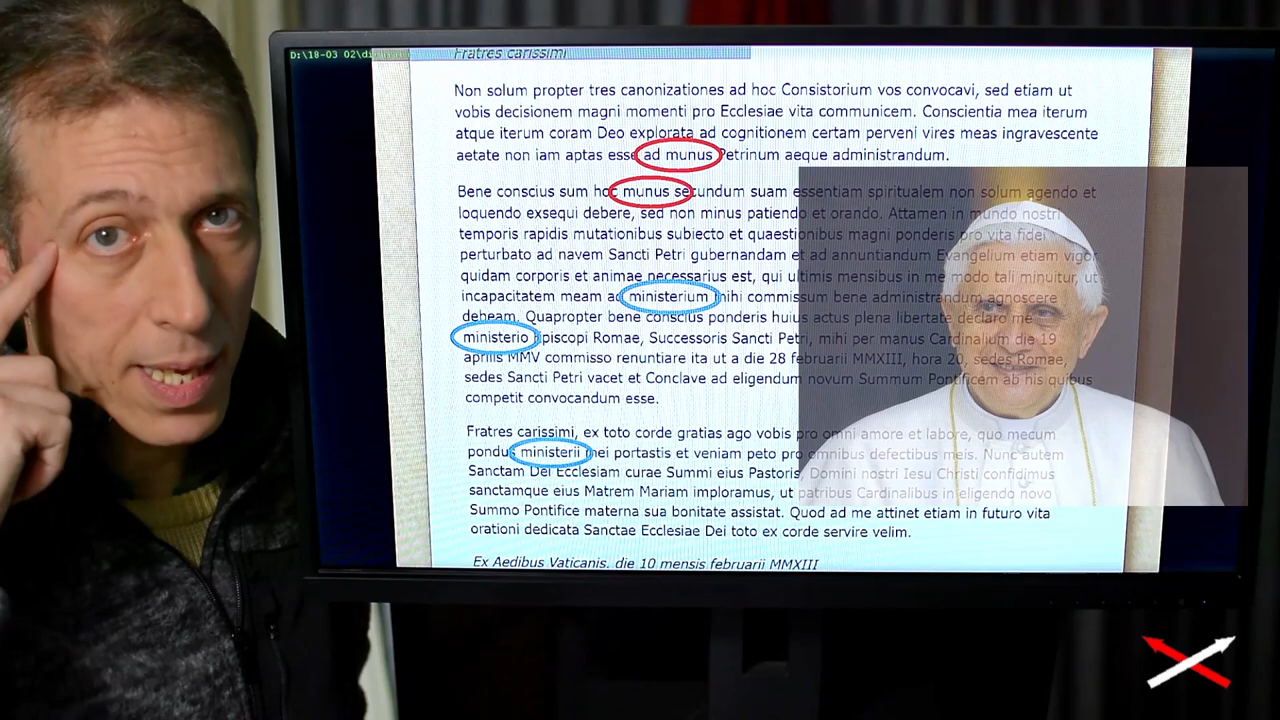 D:\18-03 02\di
Fratres carissimi
Non solum propter tres canonizationes ad hoc Consistorium vos convocavi, sed etiam ut
vobis decisionem magni momenti pro Ecclesiae vita communicem. Conscientia mea iterum
atque iterum coram Deo explorata ad cognitionem certam perveni vires meas ingravescente
aetate non iam aptas esse ad munus Petrinum aeque administrandum.
Bene conscius sum hoc munus secundum suam essentiam spiritualem non solum agendo et
loquendo exsequi debere, sed non minus patiendo orando. Attamen in mundo nostri
temporis rapidis mutationibus subiecto et quaestion magni ponderis pro vita fidei
perturbato ad navem Sancti Petri gubernandam et annuntiandum Evangelium etiam vigo
quidam corporis et animae necessarius est, qui ultim mensibus in me modo tali minuitur, ut
incapacitatem meam ad ministerium mihi commissum bene administrandum agnoscere
debeam. Quapropter bene conscius ponderis huius actus plena libertate declaro me
ministerio Episcopi Romae, Successoris Sancti Petri, mihi per manus Cardinalium die 19
aprilis MMV commisso renuntiare ita ut a die 28 februarii MMXIII, hora 20, sedes Romae,
sedes Sancti Petri vacet et Conclave ad eligendum novum Summum Pontificem ab his quibus
competit convocandum esse.
Fratres carissimi, ex toto corde gratias ago vobis pro omni amore et labore, quo mecum
pondus ministerii mei portastis et veniam peto pro omnibus defectibus meis. Nunc autem
Sanctam Dei Ecclesiam curae Summi eius Pastoris Domini nostri Iesu Christi confidimus
sanctamque eius Matrem Mariam imploramus, ut patribus Cardinalibus in eligendo novo
Summo Pontifice materna sua bonitate assistat. Quod ad me attinet etiam in futuro vita
orationi dedicata Sanctae Ecclesiae Dei toto ex corde servire velim.
Ex Aedibus Vaticanis, die 10 mensis februarii MMXIII